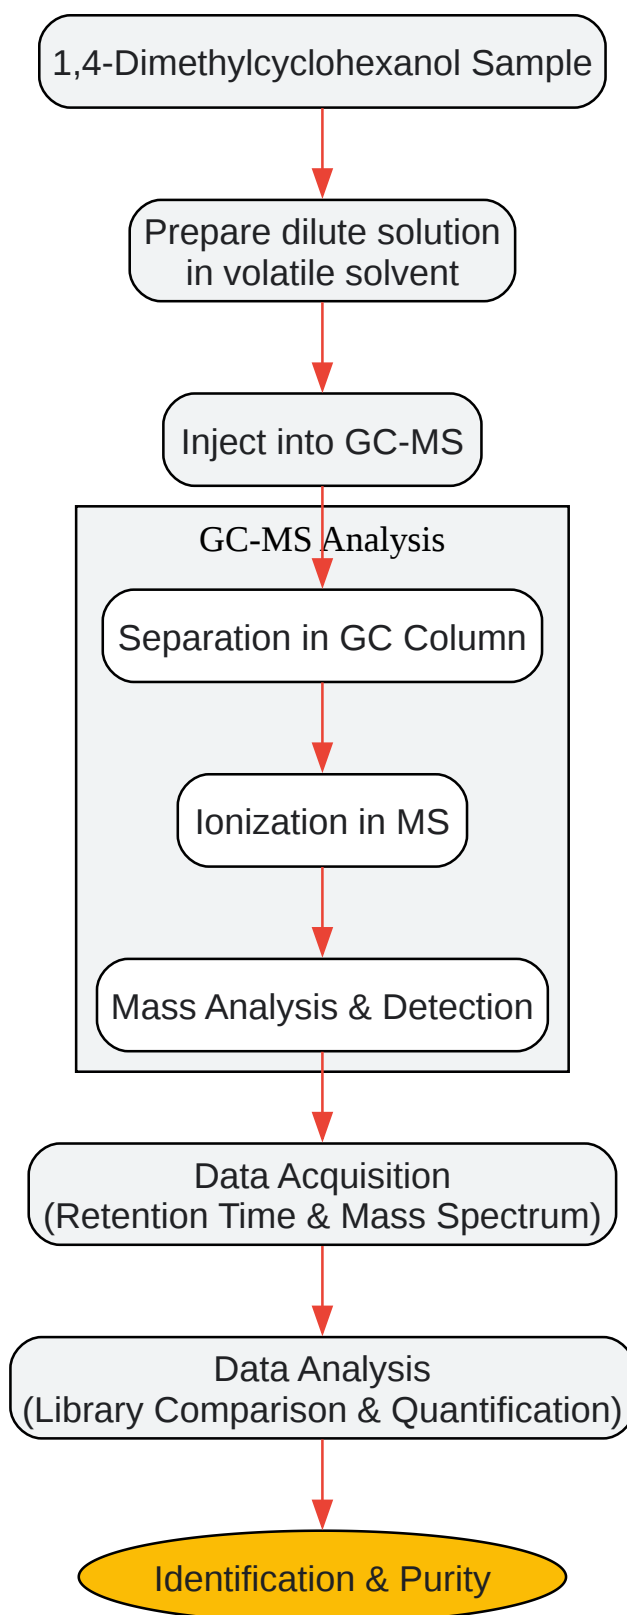 1,4-Dimethylcyclohexanol Sample
Prepare dilute solution
in volatile solvent
Inject into GC-MS
GC-MS Analysis
Separation in GC Column
Ionization in MS
Mass Analysis & Detection
Data Acquisition
(Retention Time & Mass Spectrum)
Data Analysis
(Library Comparison & Quantification)
Identification & Purity